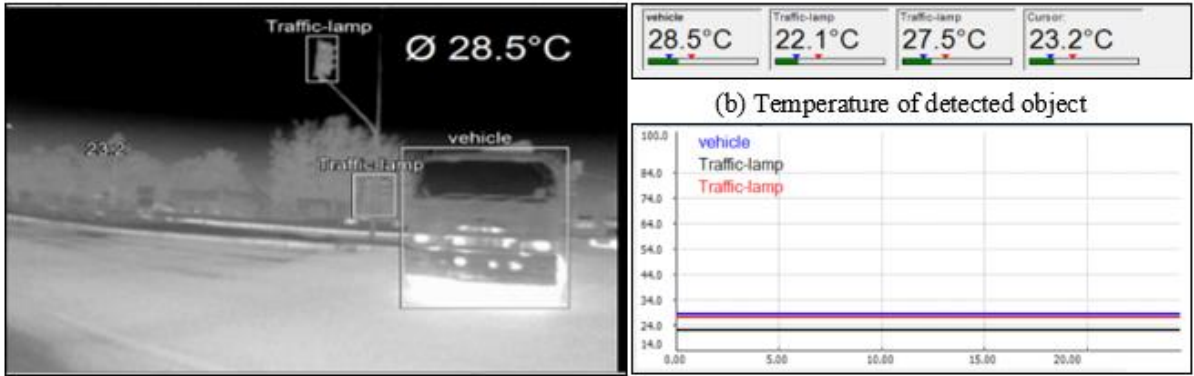 Traffic-lamp
Ø 28.5°C
23.2
vehicle
Traffic-lamp
vehicle
28.5°C
Traffic-lamp
22.1°C
Traffic-lamp
27.5°C
Cursor:
23.2°C
(b) Temperature of detected object
100.0
84.0
74.0
64.0
54.0
44.0
34.0
24.0
14.0
vehicle
Traffic-lamp
Traffic-lamp
0.00 5.00 10.00 15.00 20.00